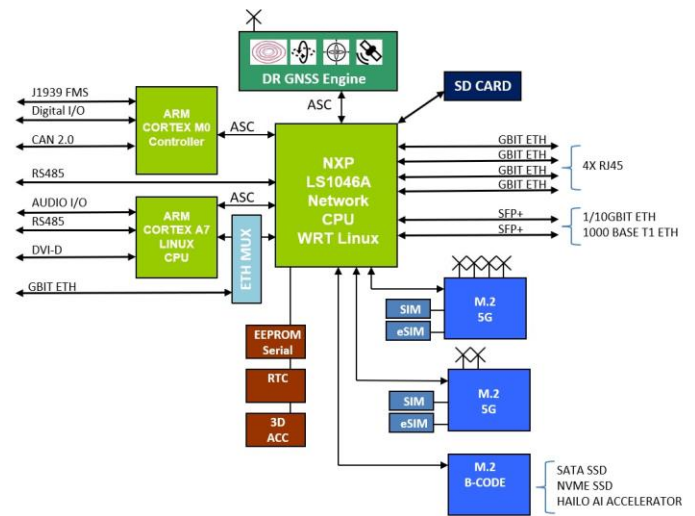 DR GNSS Engine
ASC
SD CARD
J1939 FMS
Digital I/O
CAN 2.0
ARM
CORTEX M0
Controller
ASC
RS485
NXP
LS1046A
Network
CPU
WRT Linux
GBIT ETH
GBIT ETH
GBIT ETH
GBIT ETH
4X RJ45
AUDIO I/O
RS485
DVI-D
GBIT ETH
ARM
CORTEX A7
LINUX
CPU
ASC
ETH MUX
SFP+
SFP+
1/10GBIT ETH
1000 BASE T1 ETH
EEPROM
Serial
RTC
3D
ACC
SIM
eSIM
M.2
5G
SIM
eSIM
M.2
5G
M.2
B-CODE
SATA SSD
NVME SSD
HAILO AI ACCELERATOR